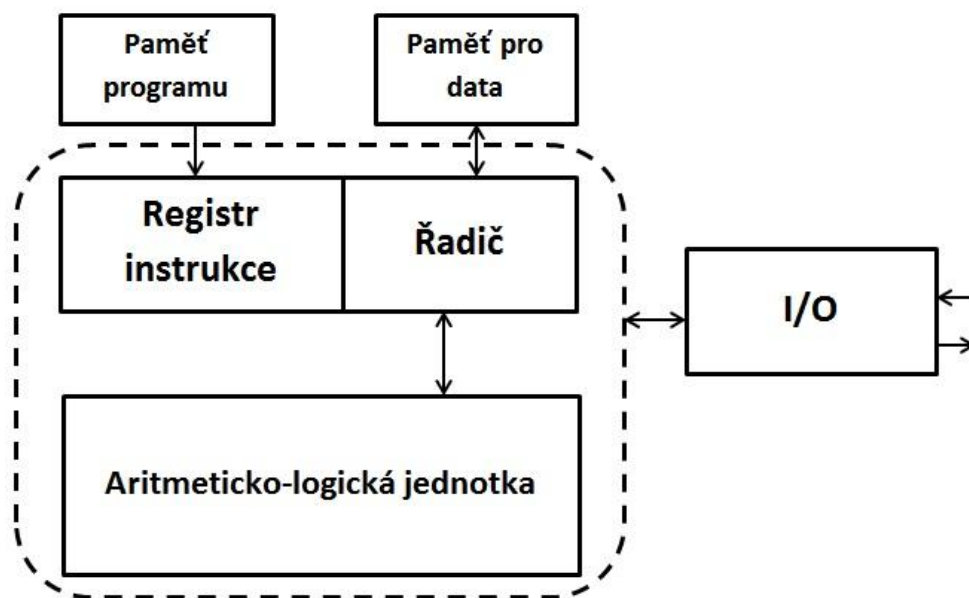 Paměť
programu
Paměť pro
data
Registr
instrukce
Řadič
I/O
Aritmeticko-logická jednotka